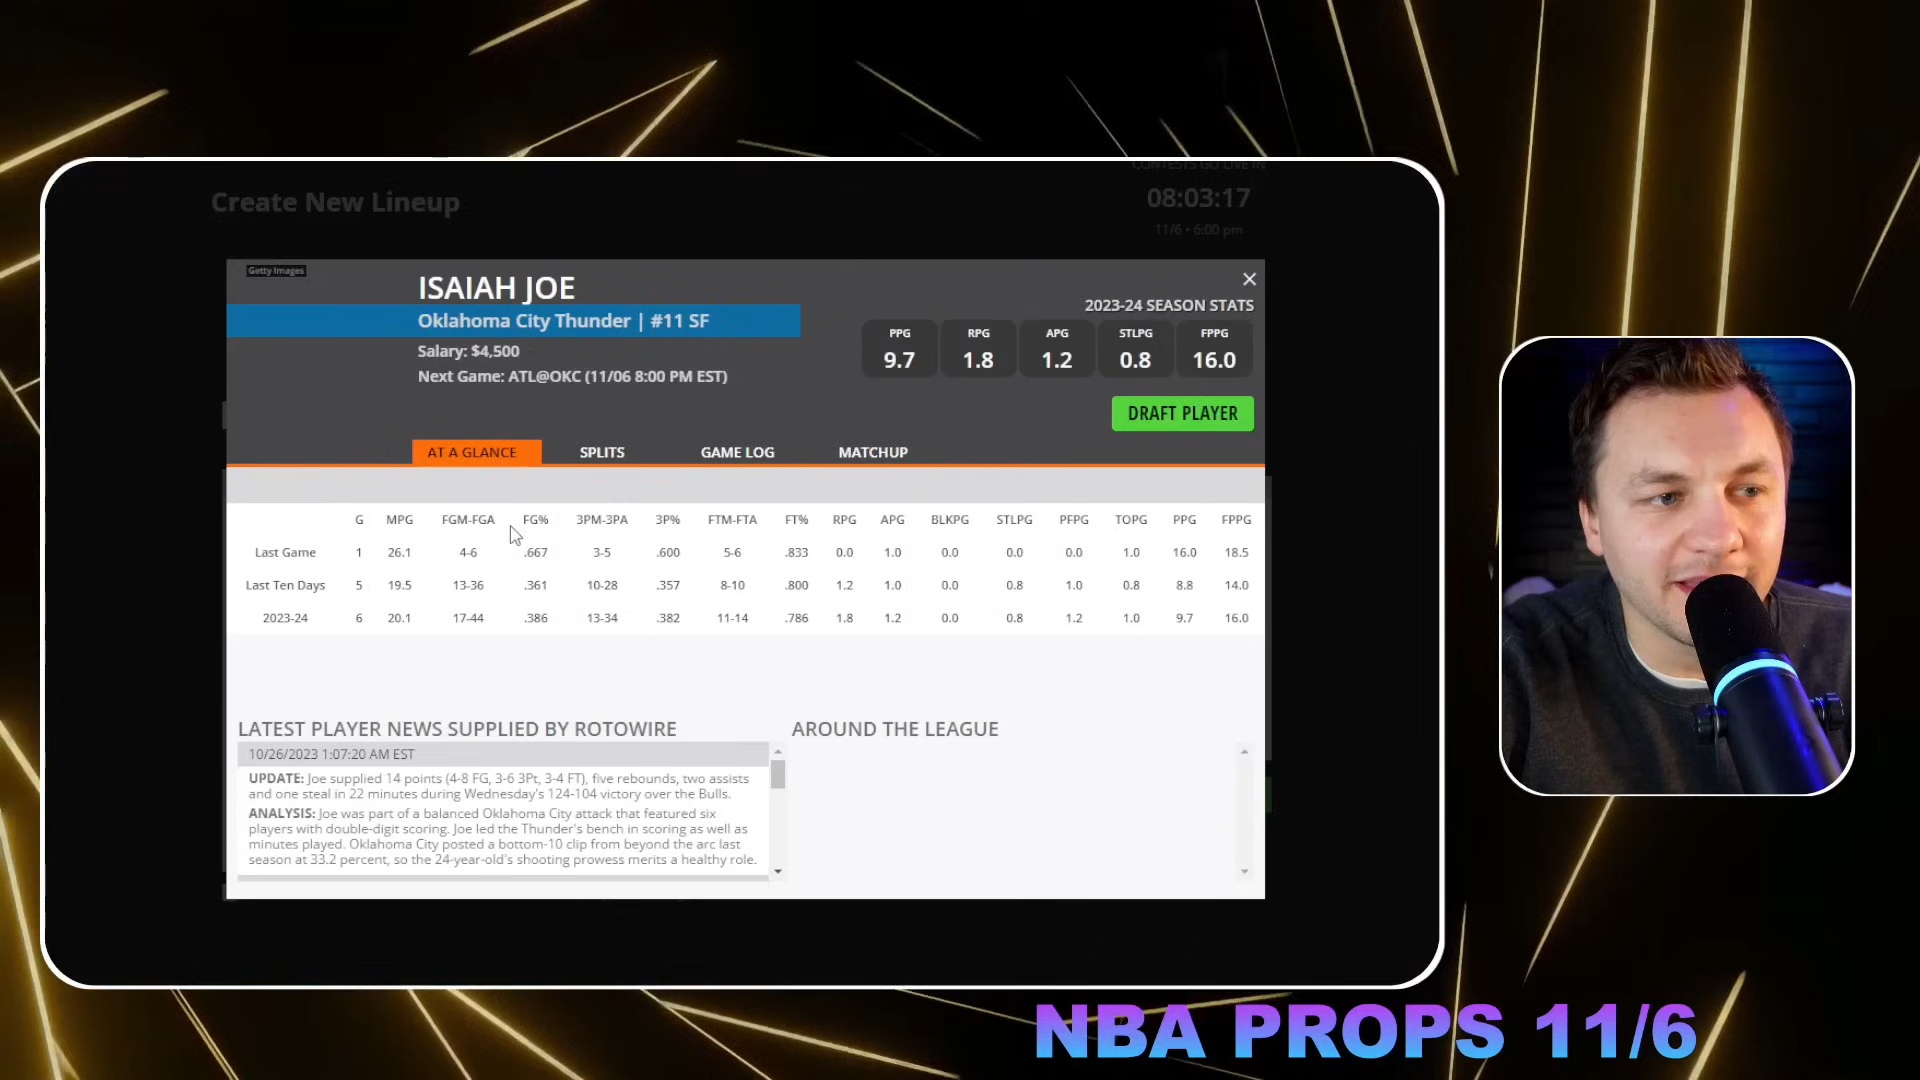 CONTESTS GO LIVE IN
Create New Lineup
08:03:17
11/6 • 6:00 pm
Getty Images
ISAIAH JOE
Oklahoma City Thunder | #11 SF
Salary: $4,500
Next Game: ATL@OKC (11/06 8:00 PM EST)
2023-24 SEASON STATS
PPG RPG APG STLPG FPPG
9.7 1.8 1.2 0.8 16.0
DRAFT PLAYER
AT A GLANCE SPLITS GAME LOG MATCHUP
G MPG FGM-FGA FG% 3PM-3PA 3P% FTM-FTA FT% RPG APG BLKPG STLPG PFPG TOPG PPG FPPG
Last Game 1 26.1 4-6 .667 3-5 .600 5-6 .833 0.0 1.0 0.0 0.0 0.0 1.0 16.0 18.5
Last Ten Days 5 19.5 13-36 .361 10-28 .357 8-10 .800 1.2 1.0 0.0 0.8 1.0 0.8 8.8 14.0
2023-24 6 20.1 17-44 .386 13-34 .382 11-14 .786 1.8 1.2 0.0 0.8 1.2 1.0 9.7 16.0
LATEST PLAYER NEWS SUPPLIED BY ROTOWIRE
10/26/2023 1:07:20 AM EST
UPDATE: Joe supplied 14 points (4-8 FG, 3-6 3Pt, 3-4 FT), five rebounds, two assists
and one steal in 22 minutes during Wednesday's 124-104 victory over the Bulls.
ANALYSIS: Joe was part of a balanced Oklahoma City attack that featured six
players with double-digit scoring. Joe led the Thunder's bench in scoring as well as
minutes played. Oklahoma City posted a bottom-10 clip from beyond the arc last
season at 33.2 percent, so the 24-year-old's shooting prowess merits a healthy role.
AROUND THE LEAGUE
NBA PROPS 11/6